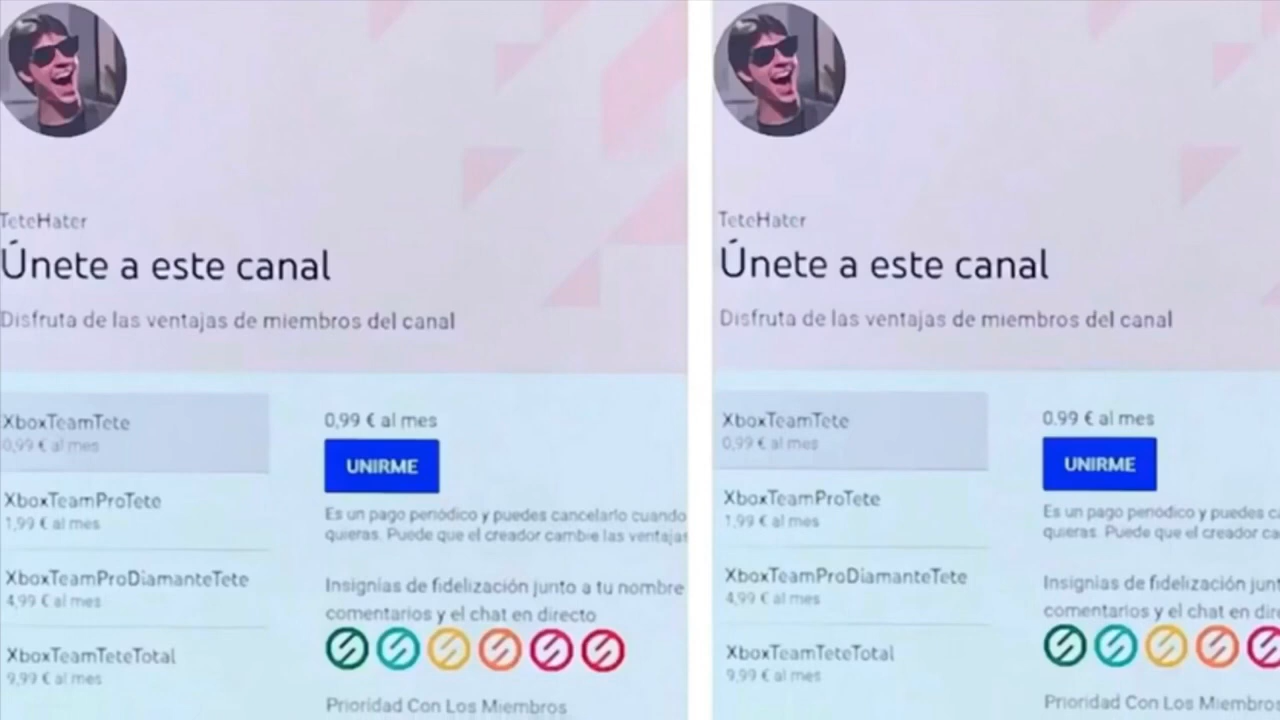 TeteHater
Únete a este canal
Disfruta de las ventajas de miembros del canal
XboxTeamTete
0,99 € al mes
XboxTeamProTete
1,99 € al mes
XboxTeamProDiamanteTete
4,99 € al mes
XboxTeamTeteTotal
9,99 € al mes
0,99 € al mes
UNIRME
Es un pago periódico y puedes cancelarlo cuando
quieras. Puede que el creador cambie las ventajas
Insignias de fidelización junto a tu nombre
comentarios y el chat en directo
Prioridad Con Los Miembros
TeteHater
Únete a este canal
Disfruta de las ventajas de miembros del canal
XboxTeamTete
0,99 € al mes
XboxTeamProTete
1,99 € al mes
XboxTeamProDiamanteTete
4,99 € al mes
XboxTeamTeteTotal
9,99 € al mes
0.99 € al mes
UNIRME
Es un pago periódico y puedes
quieras. Puede que el creador
Insignias de fidelización
comentarios y el chat en
Prioridad Con Los Miembros